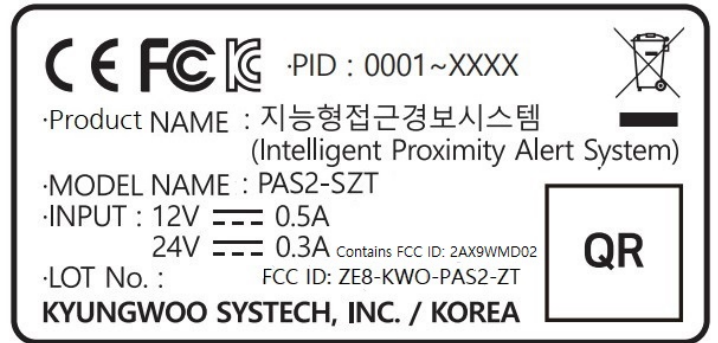 CE FC KC ·PID : 0001~XXXX
·Product NAME : 지능형접근경보시스템
(Intelligent Proximity Alert System)
·MODEL NAME : PAS2-SZT
·INPUT : 12V 0.5A
24V 0.3A Contains FCC ID: 2AX9WMD02
·LOT No. : FCC ID: ZE8-KWO-PAS2-ZT
QR
KYUNGWOO SYSTECH, INC. / KOREA